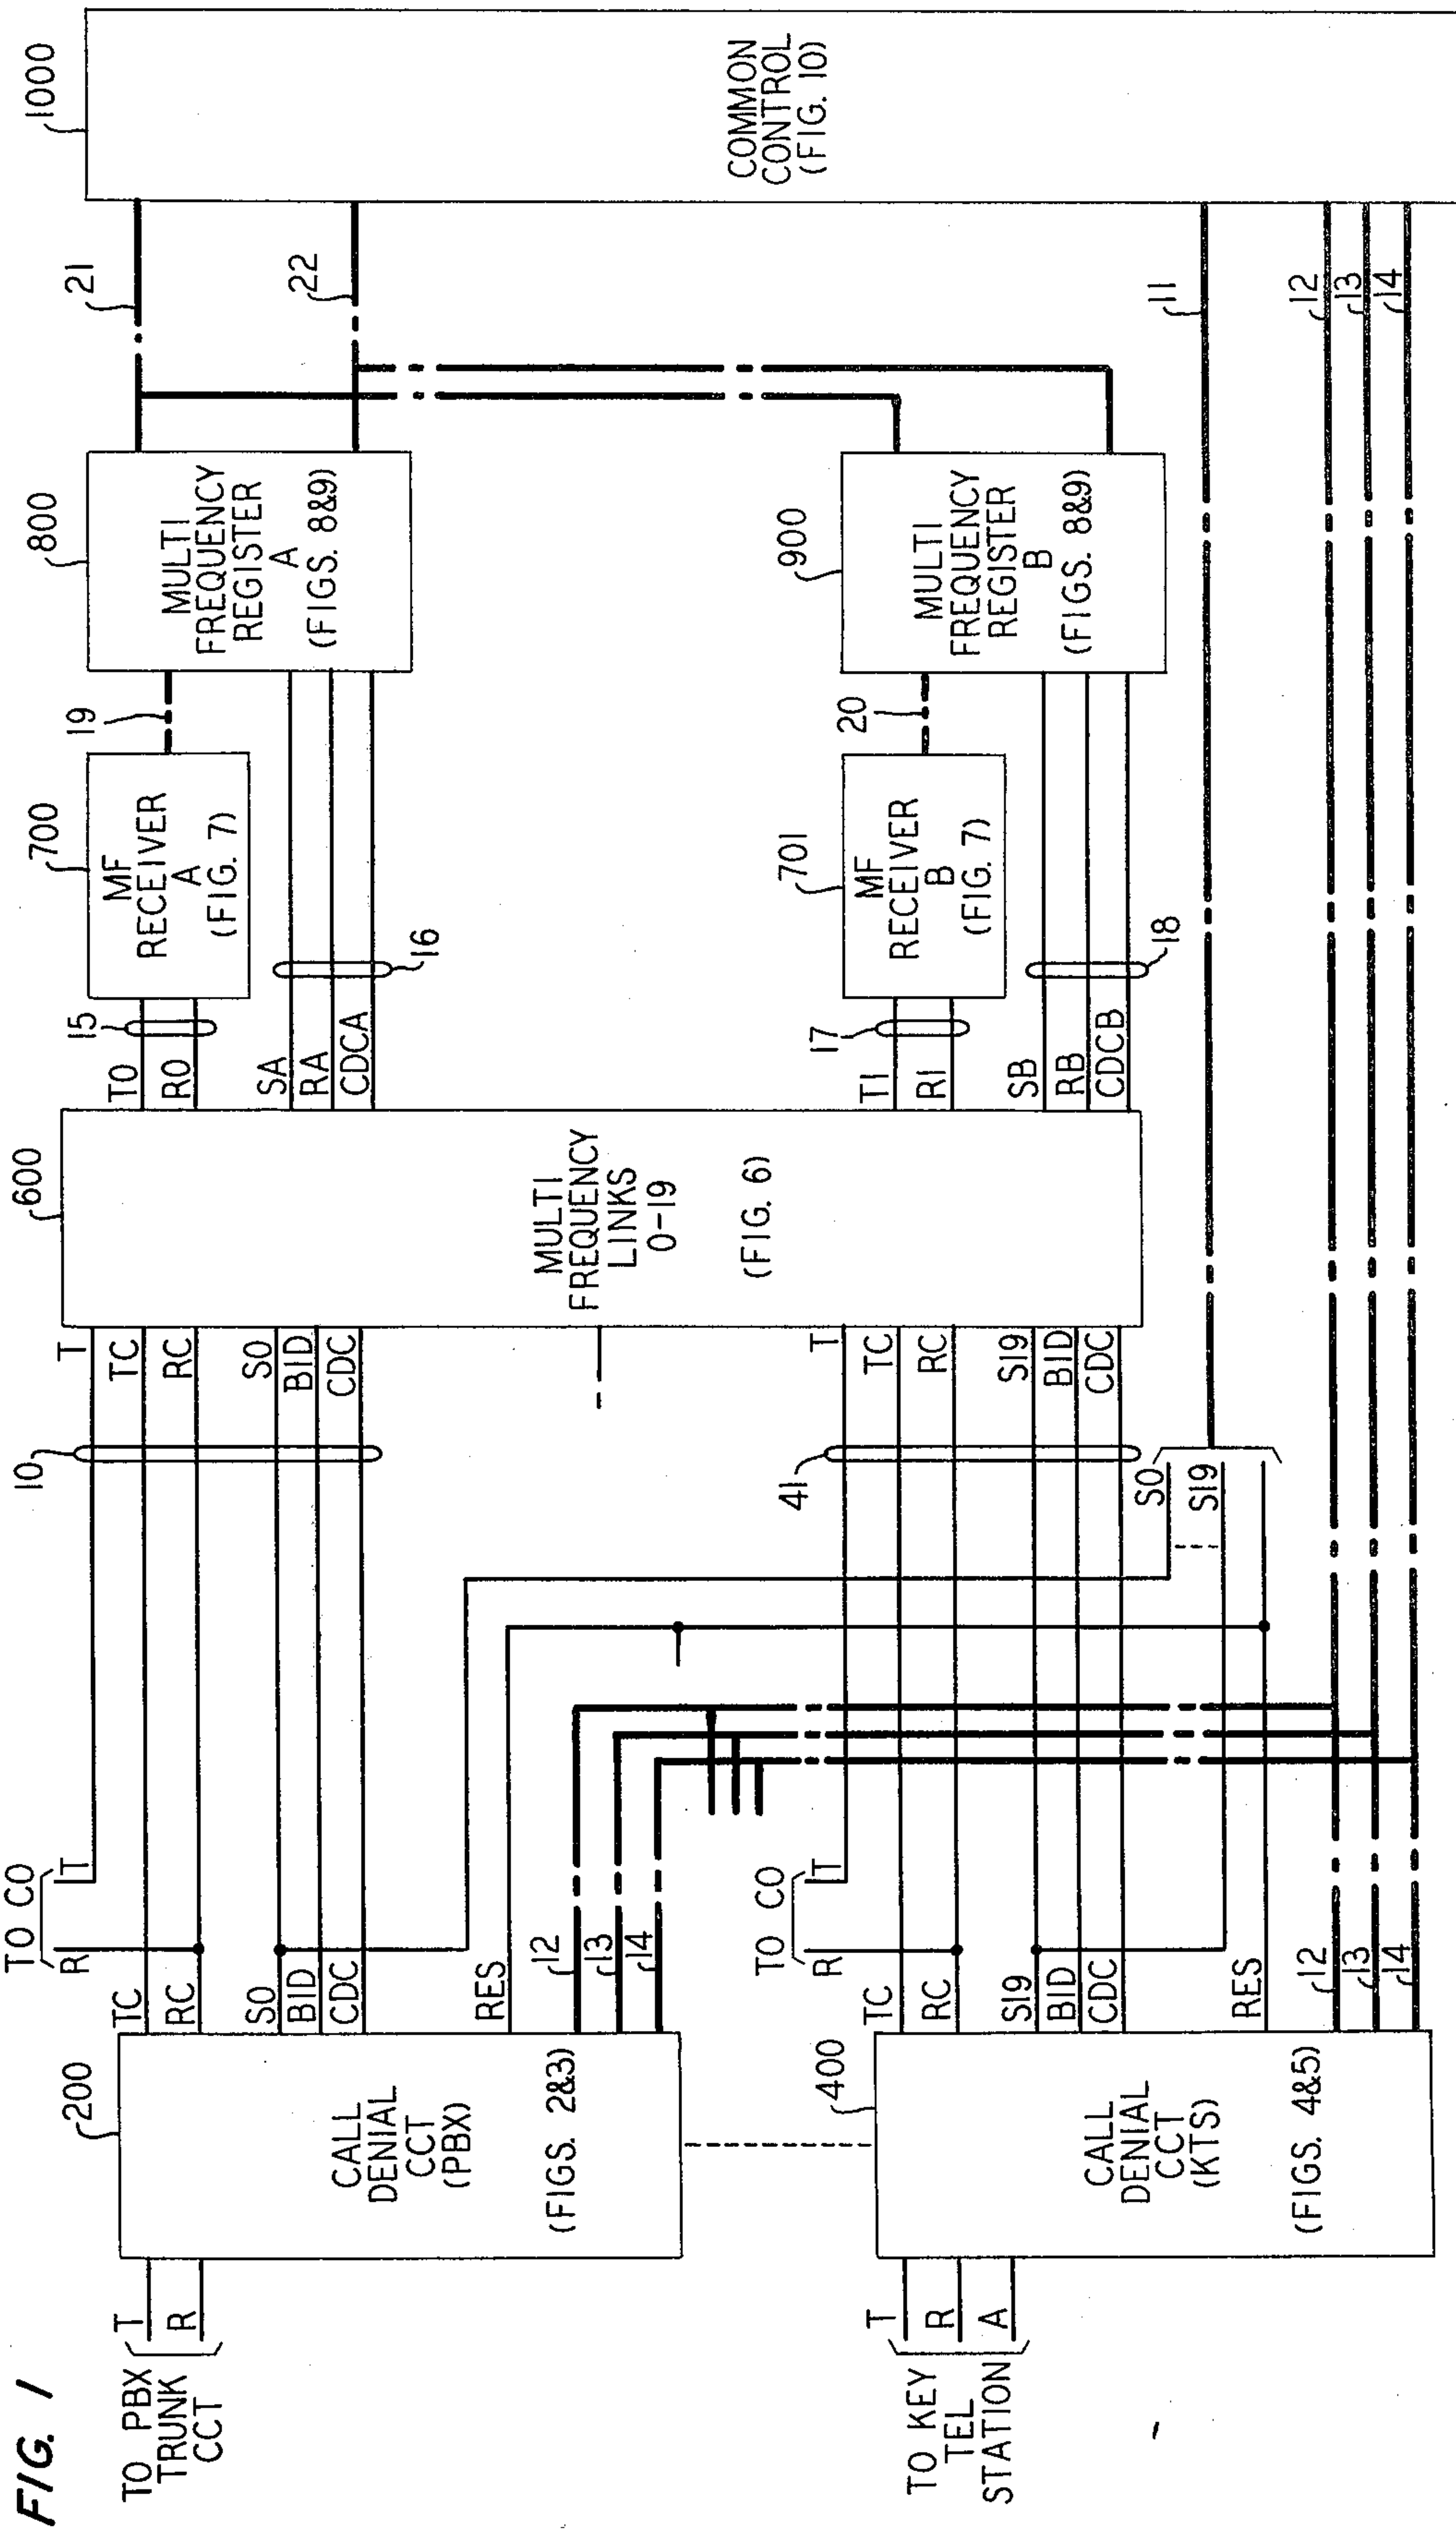 FIG. 1
TO PBX
TRUNK
CCT
T
R
200
CALL
DENIAL
CCT
(PBX)
(FIGS. 2&3)
TO CO
R
T
TC
RC
S0
BID
CDC
RES
12
13
14
10
T
TC
RC
S0
BID
CDC
600
MULTI
FREQUENCY
LINKS
0-19
(FIG. 6)
T0
R0
15
SA
RA
CDCA
16
700
MF
RECEIVER
A
(FIG. 7)
19
800
MULTI
FREQUENCY
REGISTER
A
(FIGS. 8&9)
21
22
1000
COMMON
CONTROL
(FIG. 10)
TO KEY
TEL
STATION
T
R
A
400
CALL
DENIAL
CCT
(KTS)
(FIGS. 4&5)
TO CO
R
T
TC
RC
S19
BID
CDC
RES
12
13
14
41
T
TC
RC
S19
BID
CDC
S0
S19
T1
R1
17
SB
RB
CDCB
18
701
MF
RECEIVER
B
(FIG. 7)
20
900
MULTI
FREQUENCY
REGISTER
B
(FIGS. 8&9)
11
12
13
14